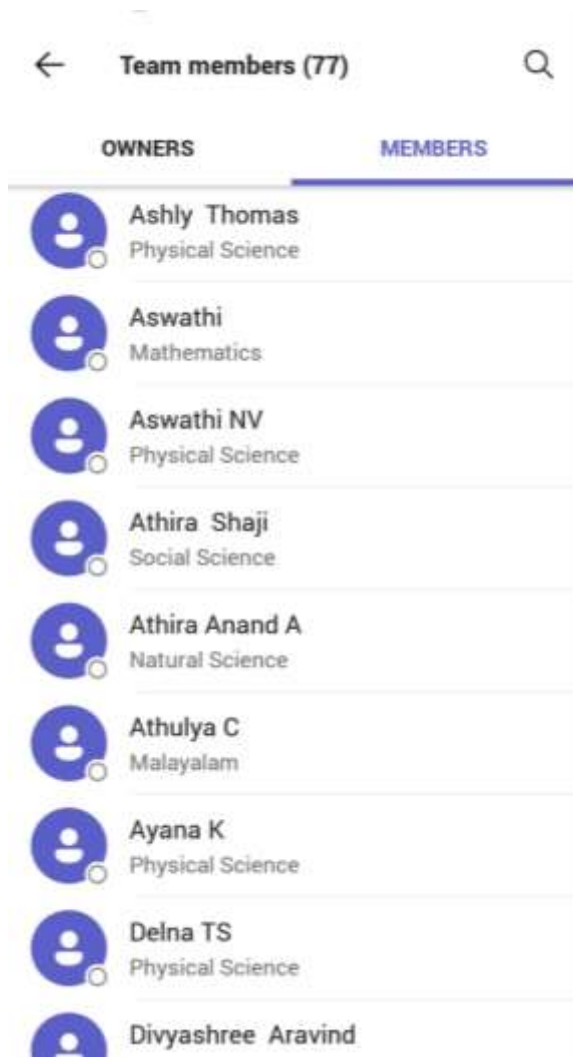 Team members (77)
OWNERS MEMBERS
Ashly Thomas
Physical Science
Aswathi
Mathematics
Aswathi NV
Physical Science
Athira Shaji
Social Science
Athira Anand A
Natural Science
Athulya C
Malayalam
Ayana K
Physical Science
Delna TS
Physical Science
Divyashree Aravind